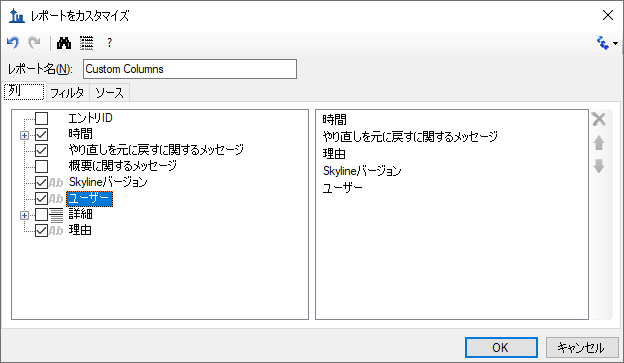 レポートをカスタマイズ
?
レポート名(N): Custom Columns
列 フィルタ ソース
エントリID
時間
やり直しを元に戻すに関するメッセージ
概要に関するメッセージ
Ab Skylineバージョン
Ab ユーザー
詳細
Ab 理由
時間
やり直しを元に戻すに関するメッセージ
理由
Skylineバージョン
ユーザー
OK キャンセル